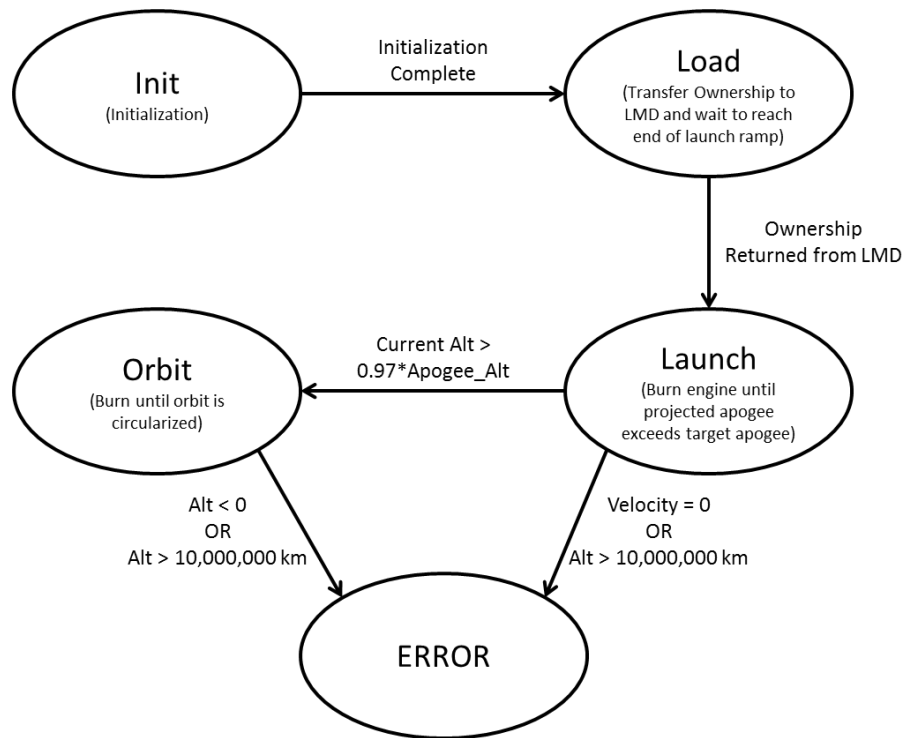 Init
(Initialization)
Initialization
Complete
Load
(Transfer Ownership to
LMD and wait to reach
end of launch ramp)
Ownership
Returned from LMD
Orbit
(Burn until orbit is
circularized)
Current Alt >
0.97*Apogee_Alt
Launch
(Burn engine until
projected apogee
exceeds target apogee)
Alt < 0
OR
Alt > 10,000,000 km
Velocity = 0
OR
Alt > 10,000,000 km
ERROR